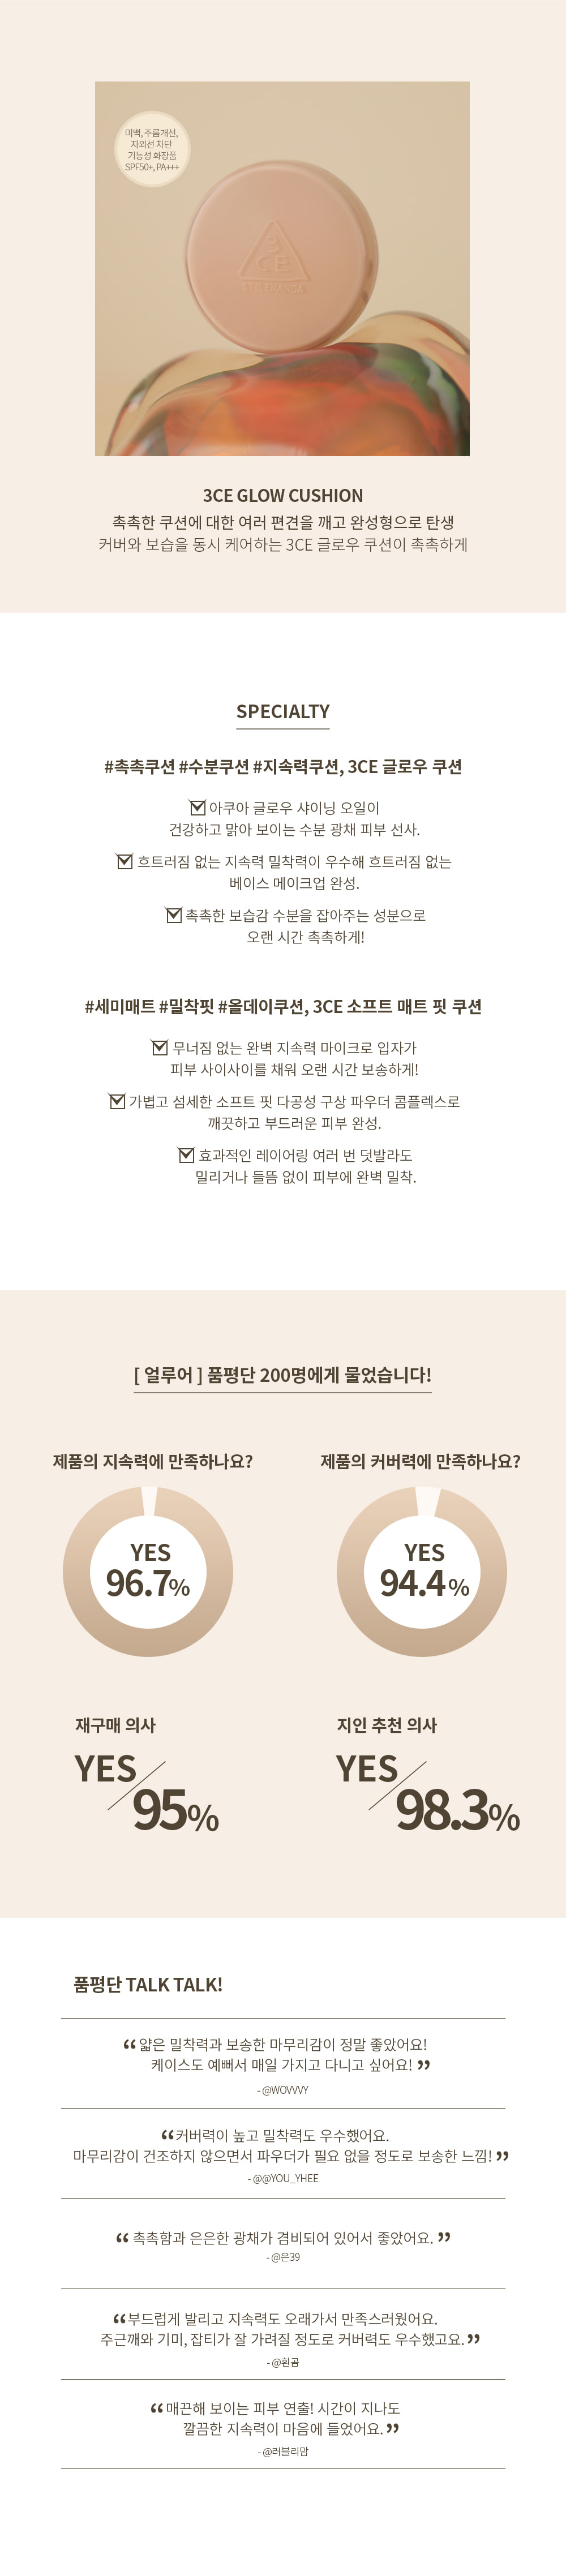 미백, 주름개선,
자외선 차단
기능성 화장품
SPF50+, PA+++
3
CE
STYLENANDA
3CE GLOW CUSHION
촉촉한 쿠션에 대한 여러 편견을 깨고 완성형으로 탄생
커버와 보습을 동시 케어하는 3CE 글로우 쿠션이 촉촉하게
SPECIALTY
#촉촉쿠션 #수분쿠션 #지속력쿠션, 3CE 글로우 쿠션
아쿠아 글로우 샤이닝 오일이
건강하고 맑아 보이는 수분 광채 피부 선사.
흐트러짐 없는 지속력 밀착력이 우수해 흐트러짐 없는
베이스 메이크업 완성.
촉촉한 보습감 수분을 잡아주는 성분으로
오랜 시간 촉촉하게!
#세미매트 #밀착핏 #올데이쿠션, 3CE 소프트 매트 핏 쿠션
무너짐 없는 완벽 지속력 마이크로 입자가
피부 사이사이를 채워 오랜 시간 보송하게!
가볍고 섬세한 소프트 핏 다공성 구상 파우더 콤플렉스로
깨끗하고 부드러운 피부 완성.
효과적인 레이어링 여러 번 덧발라도
밀리거나 들뜸 없이 피부에 완벽 밀착.
[ 얼루어 ] 품평단 200명에게 물었습니다!
제품의 지속력에 만족하나요?
YES
96.7%
제품의 커버력에 만족하나요?
YES
94.4 %
재구매 의사
YES
95%
지인 추천 의사
YES
98.3%
품평단 TALK TALK!
“ 얇은 밀착력과 보송한 마무리감이 정말 좋았어요!
케이스도 예뻐서 매일 가지고 다니고 싶어요! ”
- @WOVVVY
“ 커버력이 높고 밀착력도 우수했어요.
마무리감이 건조하지 않으면서 파우더가 필요 없을 정도로 보송한 느낌! ”
- @@YOU_YHEE
“ 촉촉함과 은은한 광채가 겸비되어 있어서 좋았어요. ”
- @은39
“ 부드럽게 발리고 지속력도 오래가서 만족스러웠어요.
주근깨와 기미, 잡티가 잘 가려질 정도로 커버력도 우수했고요. ”
- @흰곰
“ 매끈해 보이는 피부 연출! 시간이 지나도
깔끔한 지속력이 마음에 들었어요. ”
- @러블리맘